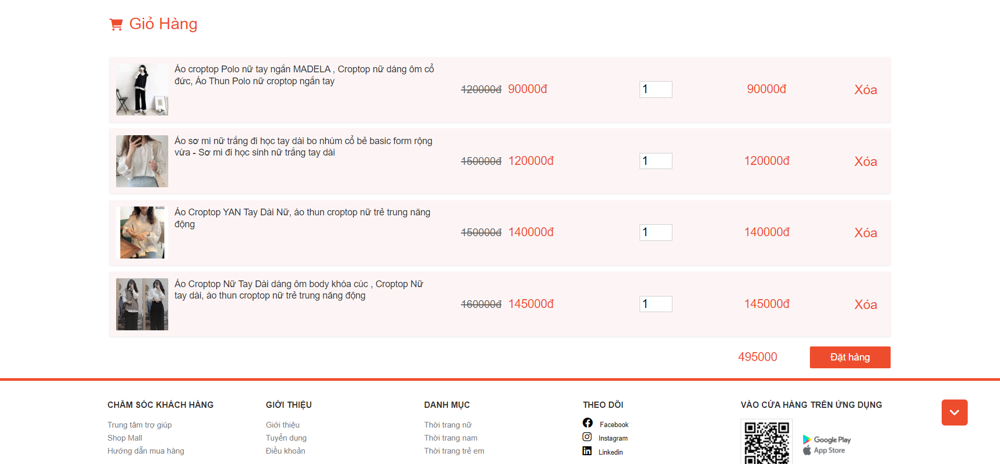 Giỏ Hàng
Áo croptop Polo nữ tay ngắn MADELA , Croptop nữ dáng ôm cổ
đức, Áo Thun Polo nữ croptop ngắn tay
120000đ 90000đ 1 90000đ Xóa
Áo sơ mi nữ trắng đi học tay dài bo nhúm cổ bẻ basic form rộng
vừa - Sơ mi đi học sinh nữ trắng tay dài
150000đ 120000đ 1 120000đ Xóa
Áo Croptop YAN Tay Dài Nữ, áo thun croptop nữ trẻ trung năng
động
150000đ 140000đ 1 140000đ Xóa
Áo Croptop Nữ Tay Dài dáng ôm body khóa cúc , Croptop Nữ
tay dài, áo thun croptop nữ trẻ trung năng động
160000đ 145000đ 1 145000đ Xóa
495000 Đặt hàng
CHĂM SÓC KHÁCH HÀNG
Trung tâm trợ giúp
Shop Mall
Hướng dẫn mua hàng
GIỚI THIỆU
Giới thiệu
Tuyển dụng
Điều khoản
DANH MỤC
Thời trang nữ
Thời trang nam
Thời trang trẻ em
THEO DÕI
Facebook
Instagram
Linkedin
VÀO CỬA HÀNG TRÊN ỨNG DỤNG
Google Play
App Store